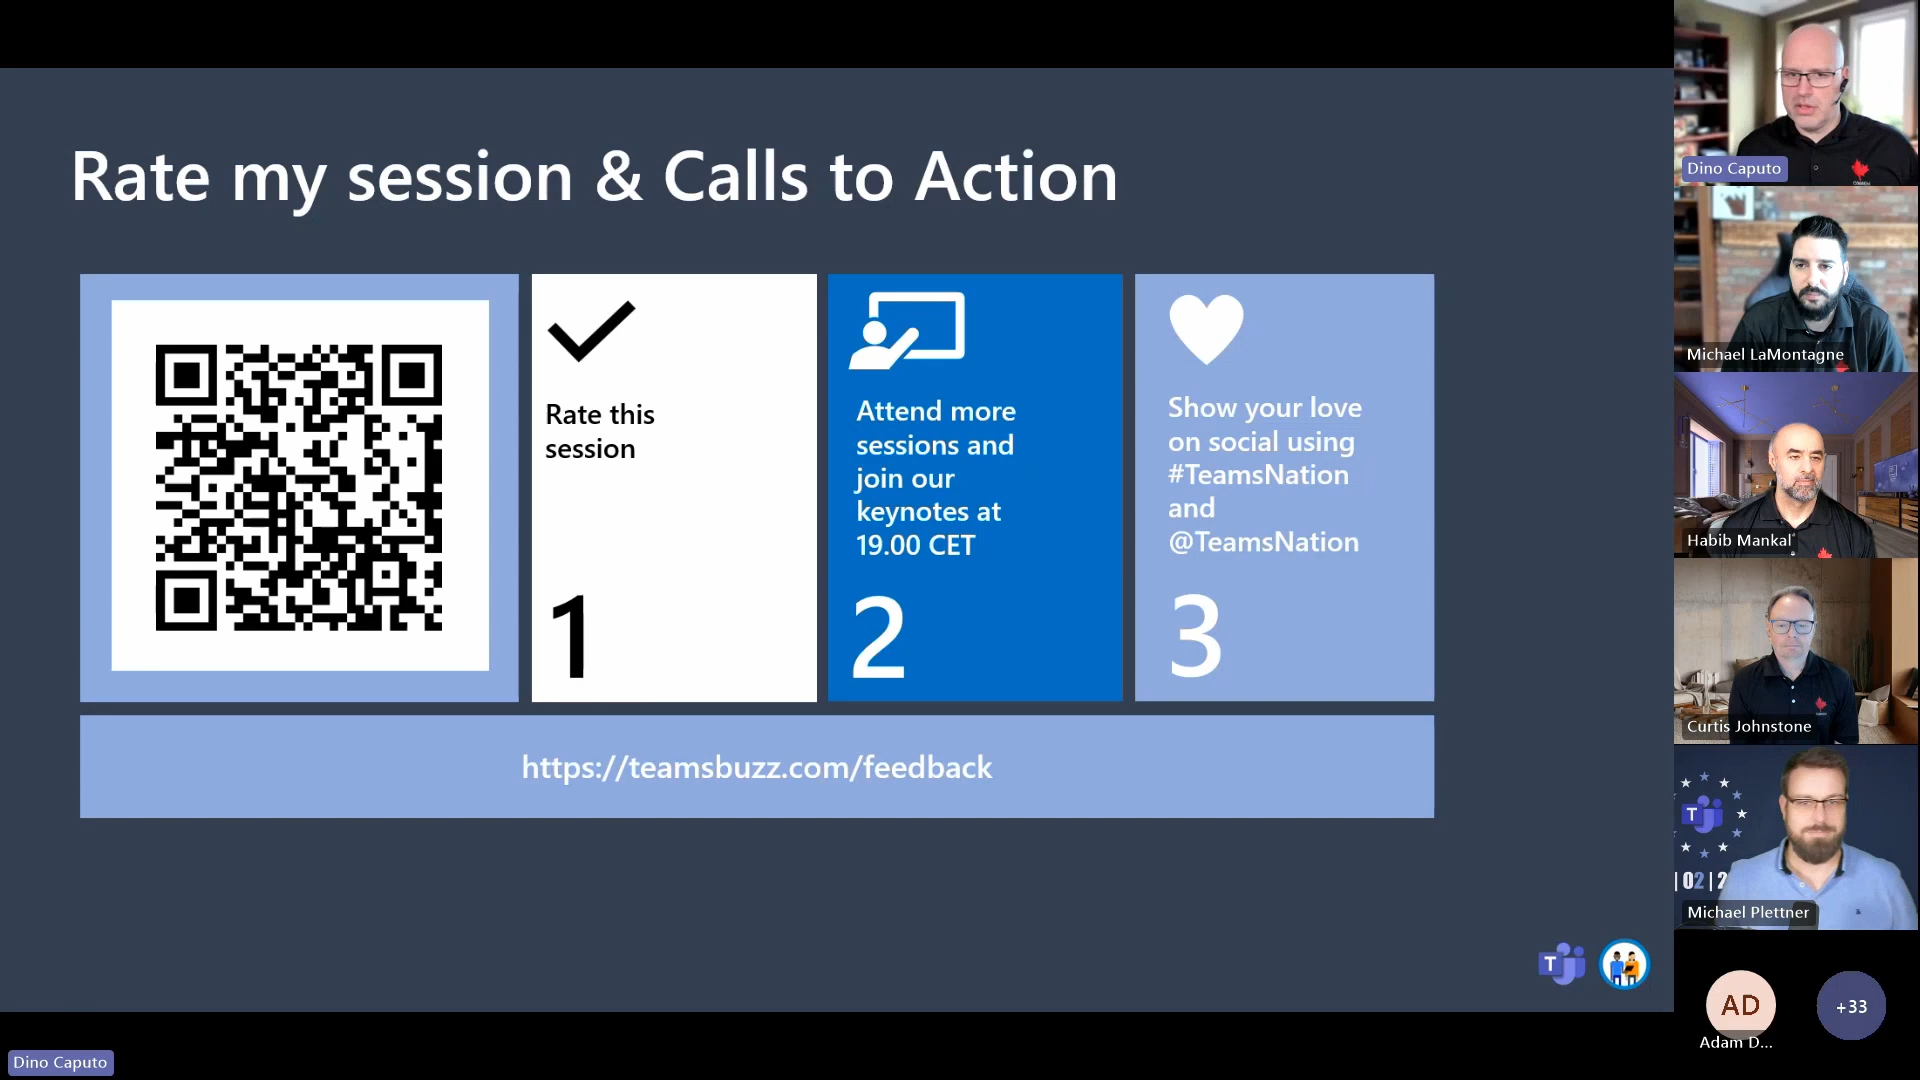 Rate my session & Calls to Action
Rate this
session
1
Attend more
sessions and
join our
keynotes at
19.00 CET
2
Show your love
on social using
#TeamsNation
and
@TeamsNation
3
https://teamsbuzz.com/feedback
T
Dino Caputo
Dino Caputo
Michael LaMontagne
Habib Mankal
Curtis Johnstone
T
|02|2
Michael Plettner
AD
Adam D...
+33